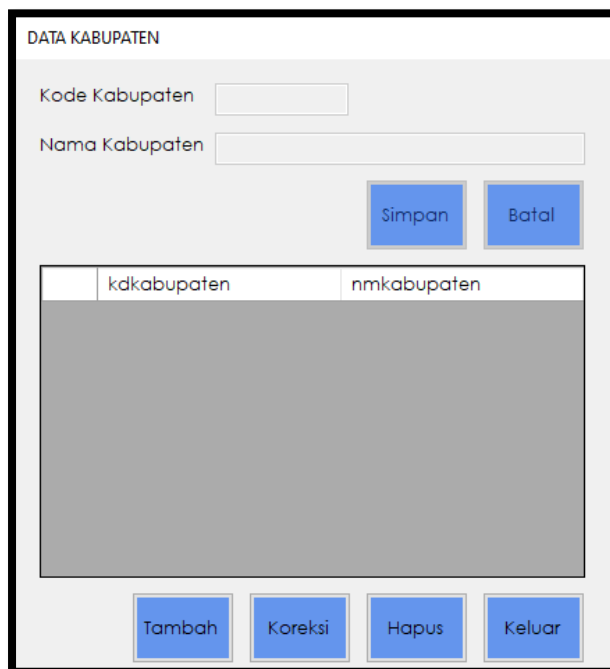 DATA KABUPATEN
Kode Kabupaten
Nama Kabupaten
Simpan Batal
kdkabupaten nmkabupaten
Tambah Koreksi Hapus Keluar